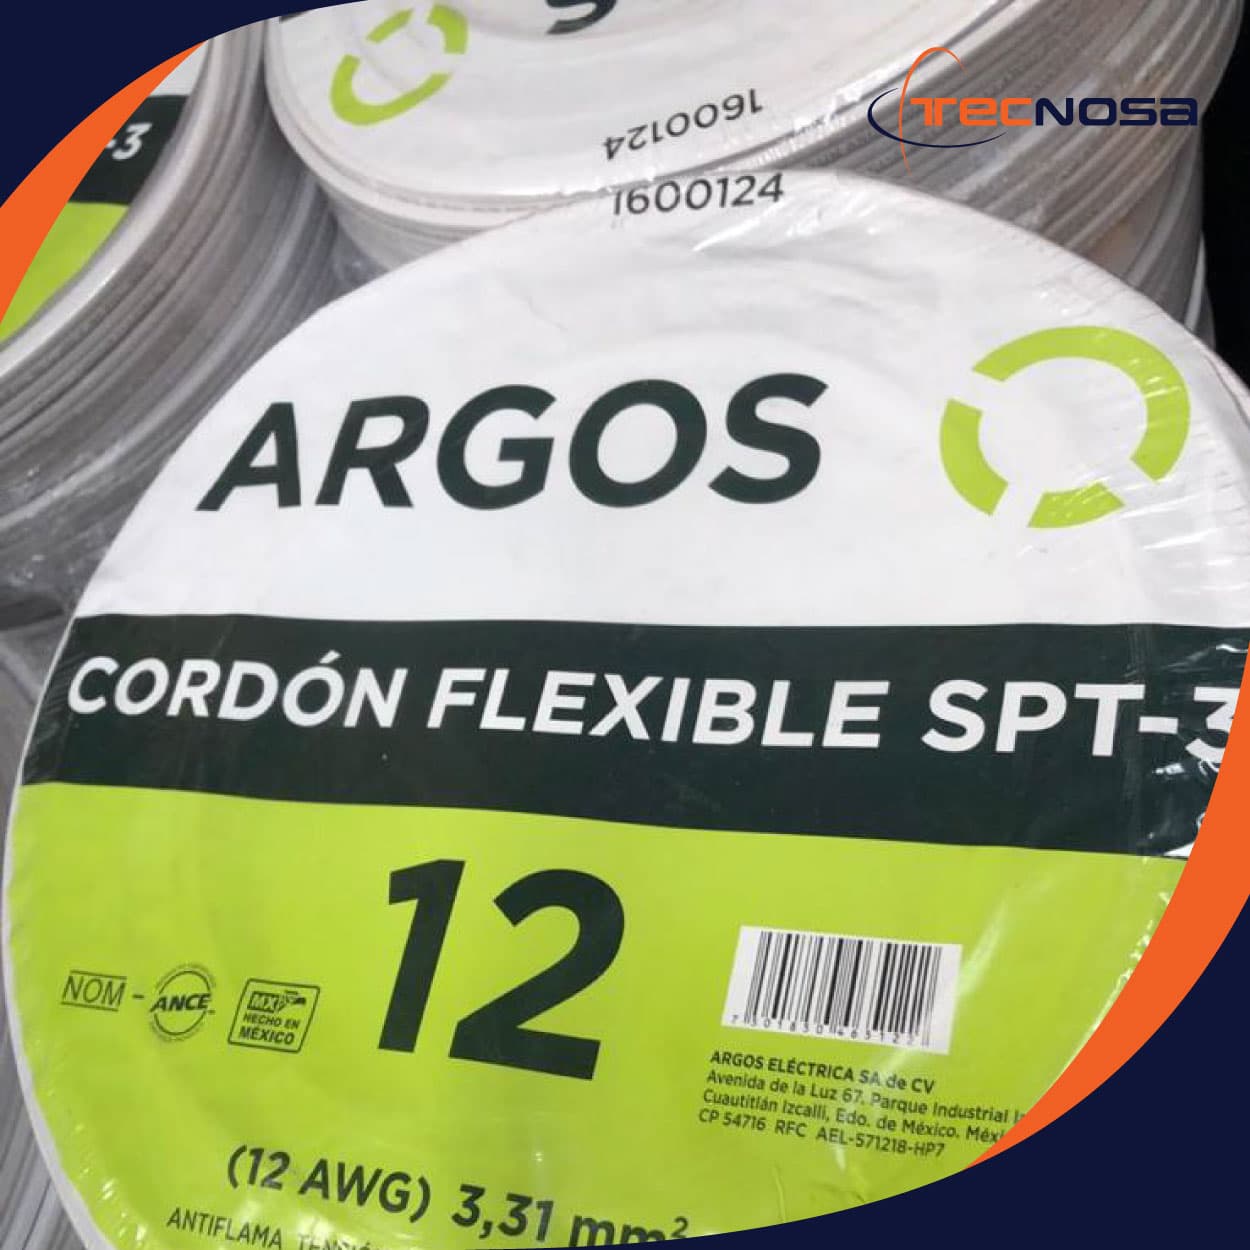 TECNOSA
1600124
1600124
-3
ARGOS
CORDÓN FLEXIBLE SPT-3
12
NOM - ANCE
MX
HECHO EN
MÉXICO
ARGOS ELÉCTRICA SA de CV
Avenida de la Luz 67, Parque Industrial
Cuautitlán Izcalli, Edo. de México.
CP 54716 RFC AEL-571218-HP7
(12 AWG) 3,31 mm²
ANTIFLAMA